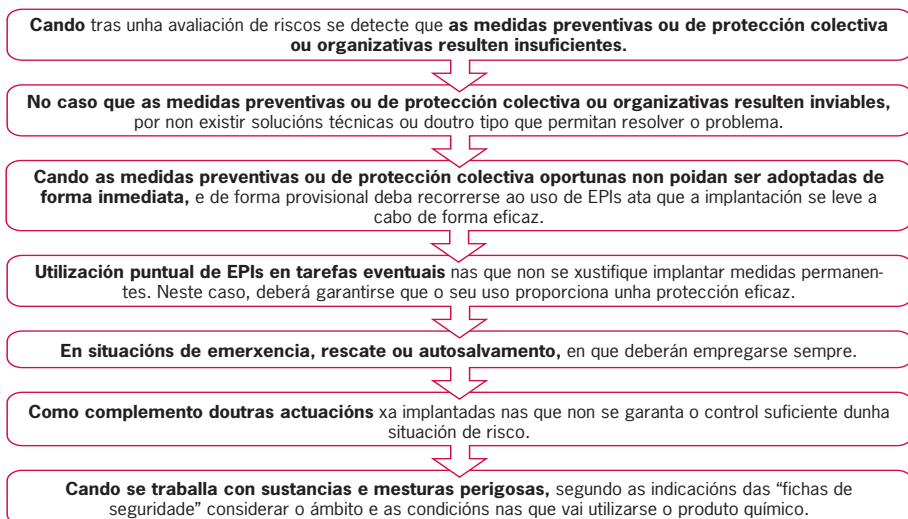 Cando tras unha avaliación de riscos se detecte que as medidas preventivas ou de protección colectiva
ou organizativas resulten insuficientes.
No caso que as medidas preventivas ou de protección colectiva ou organizativas resulten inviables,
por non existir solucións técnicas ou doutro tipo que permitan resolver o problema.
Cando as medidas preventivas ou de protección colectiva oportunas non poidan ser adoptadas de
forma inmediata, e de forma provisional deba recorrerse ao uso de EPIs ata que a implantación se leve a
cabo de forma eficaz.
Utilización puntual de EPIs en tarefas eventuais nas que non se xustifique implantar medidas permanen-
tes. Neste caso, deberá garantirse que o seu uso proporciona unha protección eficaz.
En situacións de emerxencia, rescate ou autosalvamento, en que deberán empregarse sempre.
Como complemento doutras actuacións xa implantadas nas que non se garanta o control suficiente dunha
situación de risco.
Cando se traballa con sustancias e mesturas perigosas, segundo as indicacións das “fichas de
seguridade” considerar o ámbito e as condicións nas que vai utilizarse o produto químico.